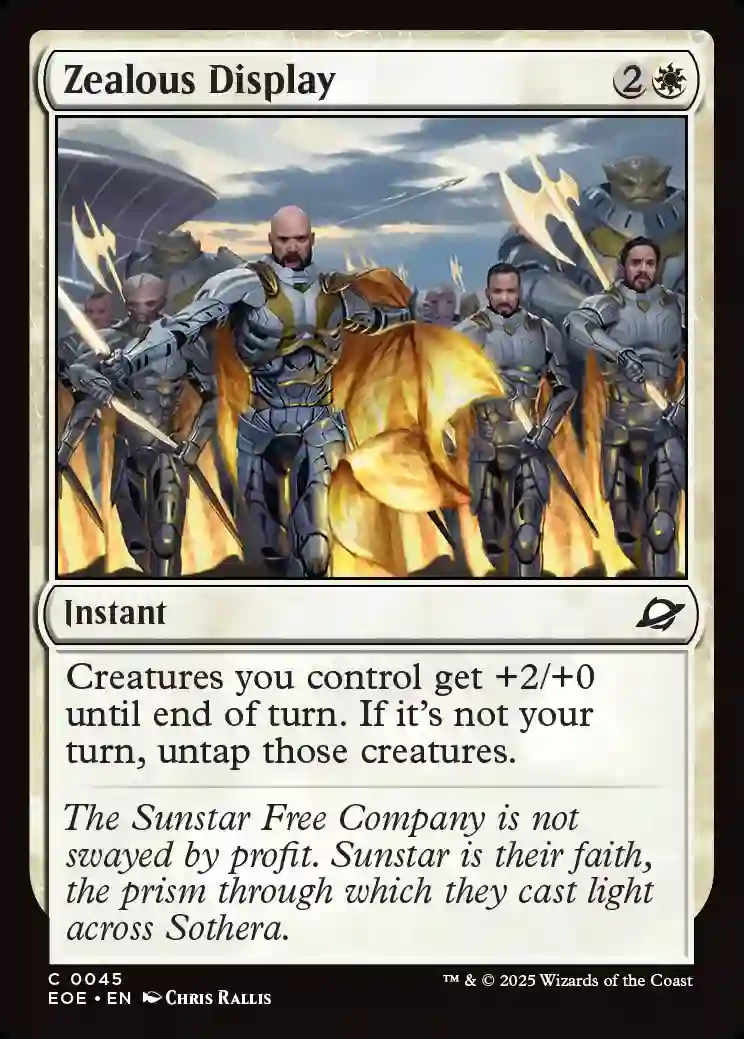 Zealous Display
2
Instant
Creatures you control get +2/+0
until end of turn. If it's not your
turn, untap those creatures.
The Sunstar Free Company is not
swayed by profit. Sunstar is their faith,
the prism through which they cast light
across Sothera.
C 0045
EOE • EN Chris Rallis
™ & © 2025 Wizards of the Coast